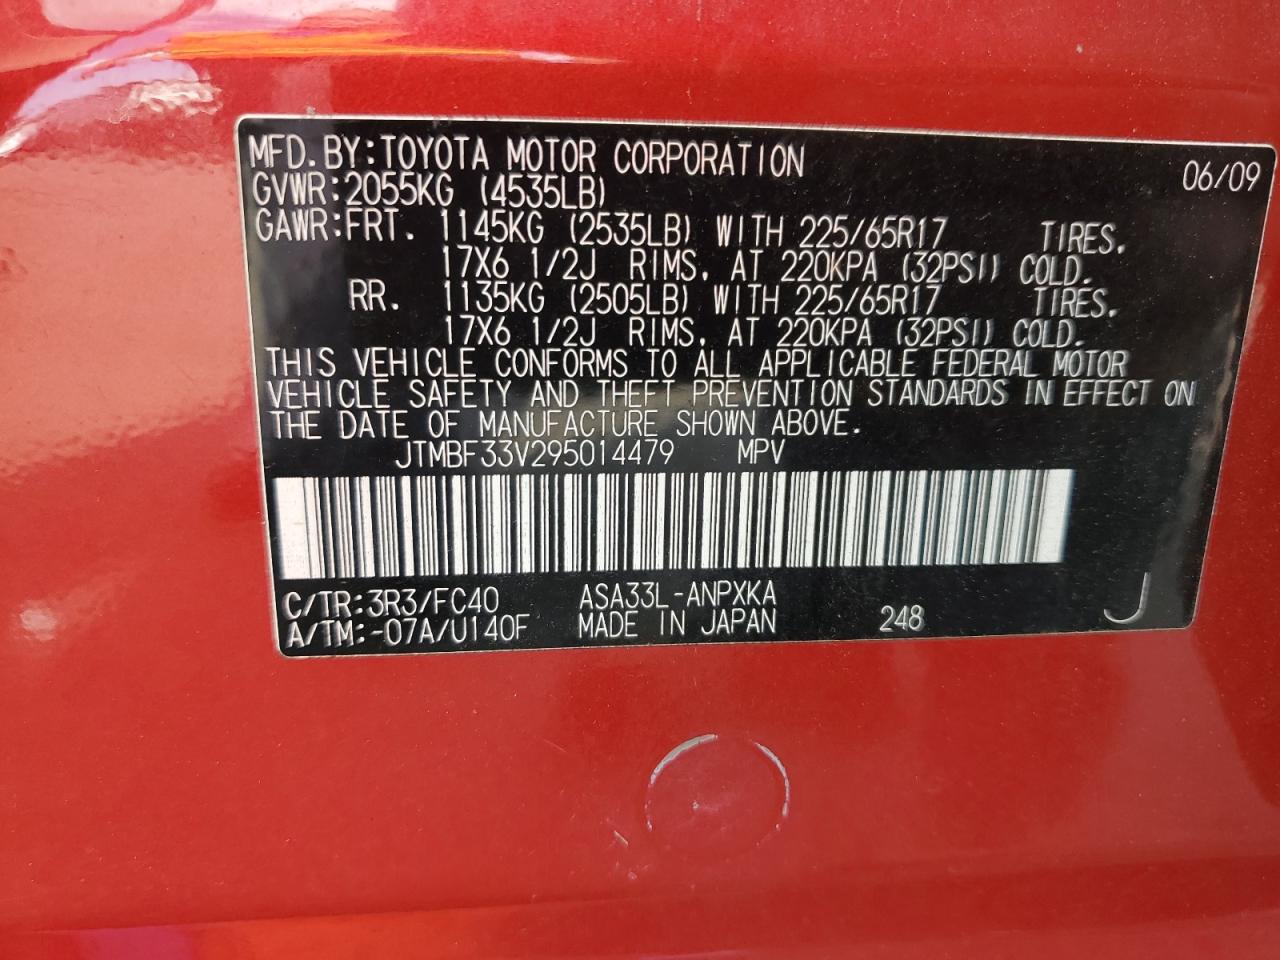 MFD.BY:TOYOTA MOTOR CORPORATION 06/09
GVWR:2055KG (4535LB)
GAWR:FRT. 1145KG (2535LB) WITH 225/65R17 TIRES,
17X6 1/2J RIMS, AT 220KPA (32PSI) COLD.
RR. 1135KG (2505LB) WITH 225/65R17 TIRES,
17X6 1/2J RIMS, AT 220KPA (32PSI) COLD.
THIS VEHICLE CONFORMS TO ALL APPLICABLE FEDERAL MOTOR
VEHICLE SAFETY AND THEFT PREVENTION STANDARDS IN EFFECT ON
THE DATE OF MANUFACTURE SHOWN ABOVE.
JTMBF33V295014479 MPV
C/TR:3R3/FC40 ASA33L-ANPXKA
A/TM:-07A/U140F MADE IN JAPAN 248 J